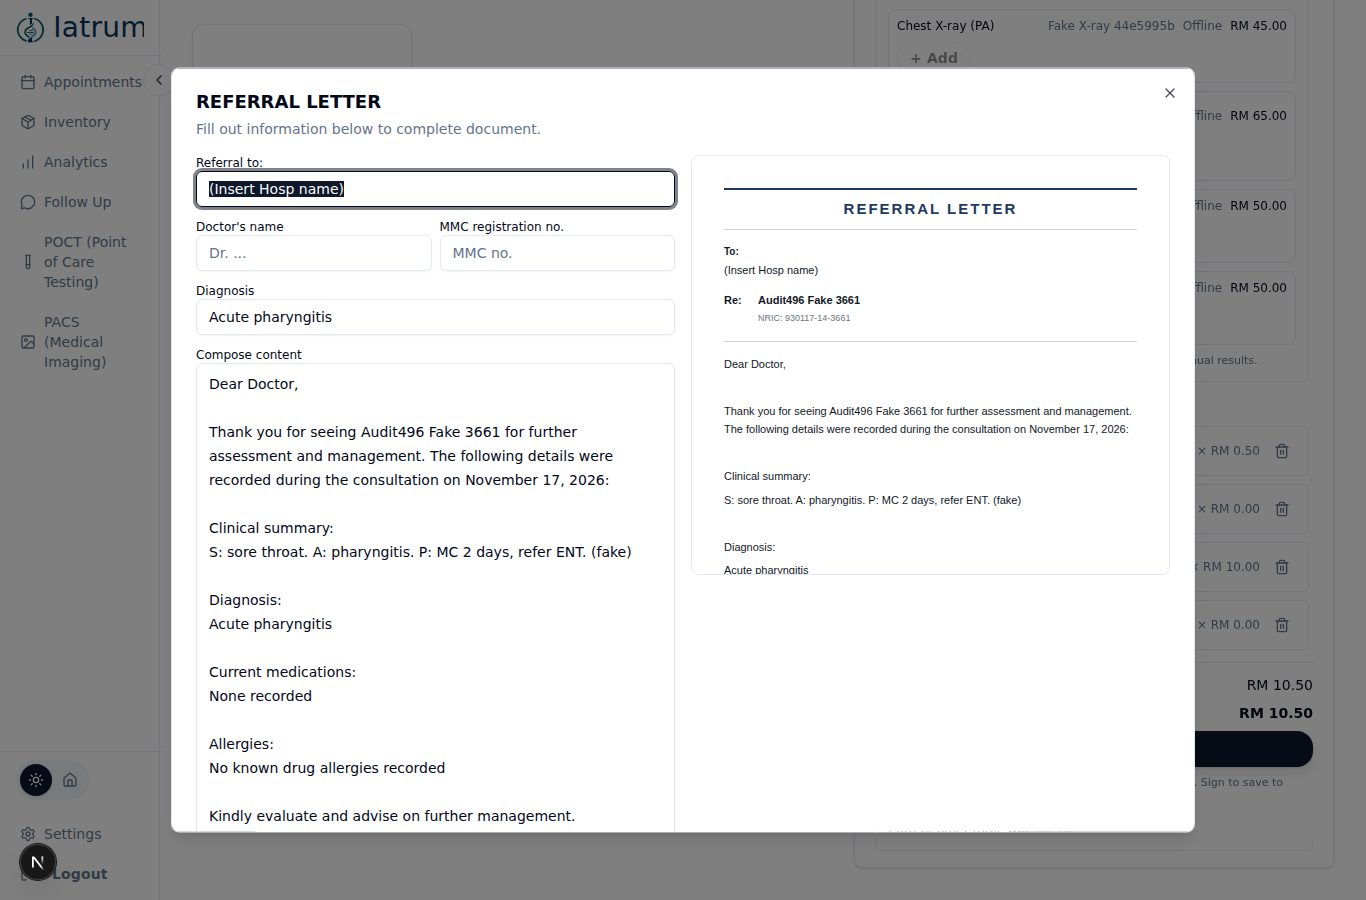 Iatrum
Appointments
Inventory
Analytics
Follow Up
POCT (Point
of Care
Testing)
PACS
(Medical
Imaging)
Settings
Logout
N
Chest X-ray (PA) Fake X-ray 44e5995b Offline RM 45.00
+ Add
ffline RM 65.00
ffline RM 50.00
ffline RM 50.00
nual results.
× RM 0.50
× RM 0.00
× RM 10.00
× RM 0.00
RM 10.50
RM 10.50
. Sign to save to
REFERRAL LETTER
Fill out information below to complete document.
Referral to:
(Insert Hosp name)
Doctor's name
Dr. ...
MMC registration no.
MMC no.
Diagnosis
Acute pharyngitis
Compose content
Dear Doctor,
Thank you for seeing Audit496 Fake 3661 for further
assessment and management. The following details were
recorded during the consultation on November 17, 2026:
Clinical summary:
S: sore throat. A: pharyngitis. P: MC 2 days, refer ENT. (fake)
Diagnosis:
Acute pharyngitis
Current medications:
None recorded
Allergies:
No known drug allergies recorded
Kindly evaluate and advise on further management.
REFERRAL LETTER
To:
(Insert Hosp name)
Re: Audit496 Fake 3661
NRIC: 930117-14-3661
Dear Doctor,
Thank you for seeing Audit496 Fake 3661 for further assessment and management.
The following details were recorded during the consultation on November 17, 2026:
Clinical summary:
S: sore throat. A: pharyngitis. P: MC 2 days, refer ENT. (fake)
Diagnosis:
Acute pharyngitis